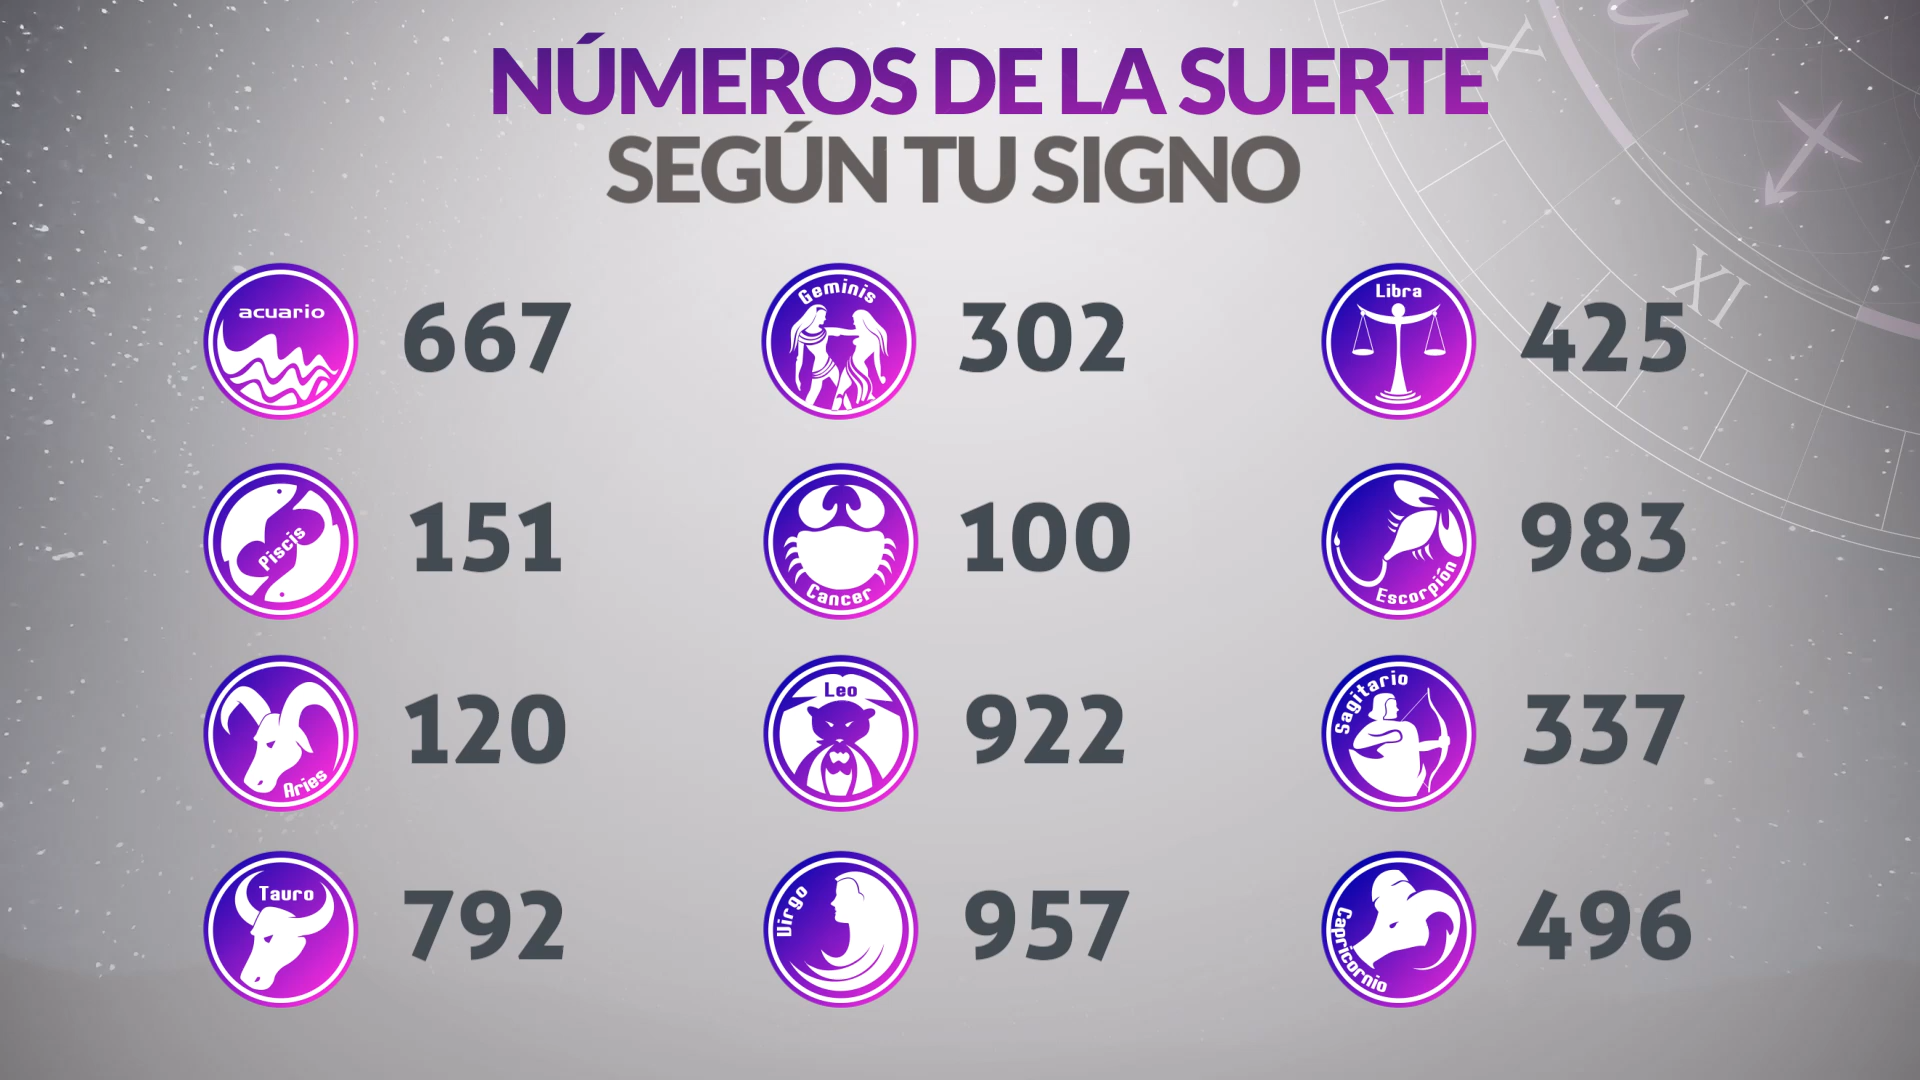 NÚMEROS DE LA SUERTE
SEGÚN TU SIGNO
acuario 667
Geminis 302
Libra 425
Piscis 151
Cancer 100
Escorpión 983
Aries 120
Leo 922
Sagitario 337
Tauro 792
Virgo 957
Capricornio 496
X
XI